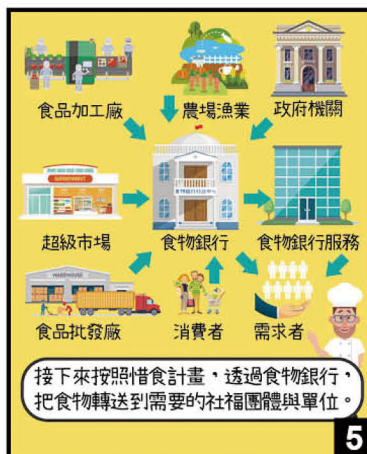 食品加工廠
農場漁業
政府機關
SUPERMARKET
超級市場
食物銀行
食物銀行服務
WAREHOUSE
食品批發廠
消費者
需求者
接下來按照惜食計畫，透過食物銀行，
把食物轉送到需要的社福團體與單位。
5